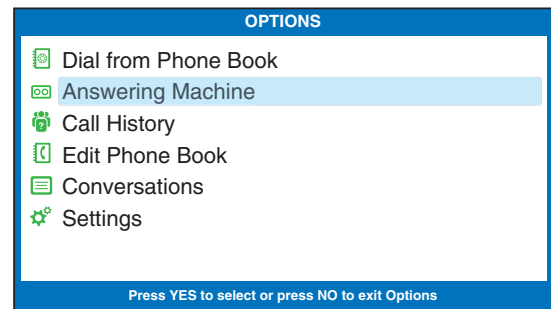 OPTIONS
Dial from Phone Book
Answering Machine
Call History
Edit Phone Book
Conversations
Settings
Press YES to select or press NO to exit Options